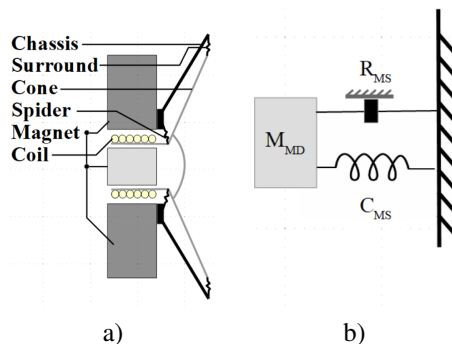 Chassis
Surround
Cone
Spider
Magnet
Coil
R_MS
M_MD
C_MS
a)
b)